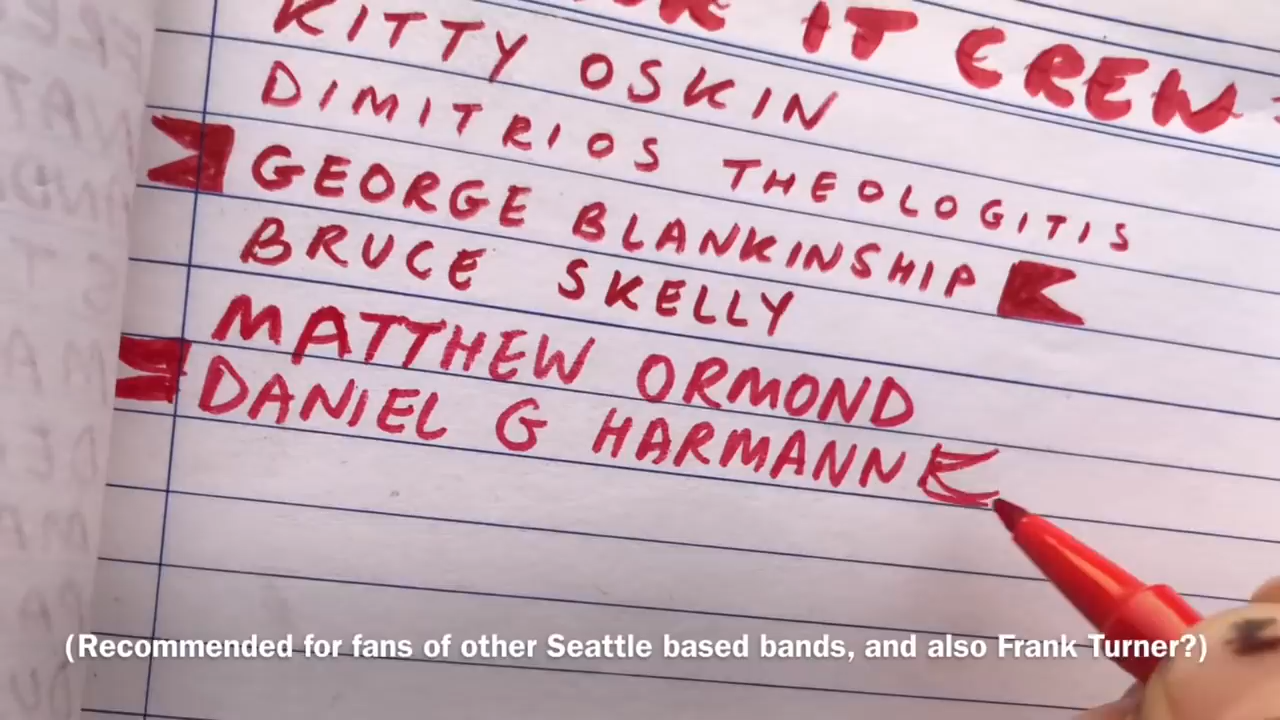 IT CREW
KITTY OSKIN
DIMITRIOS THEOLOGITIS
GEORGE BLANKINSHIP
BRUCE SKELLY
MATTHEW ORMOND
DANIEL G HARMANN
(Recommended for fans of other Seattle based bands, and also Frank Turner?)